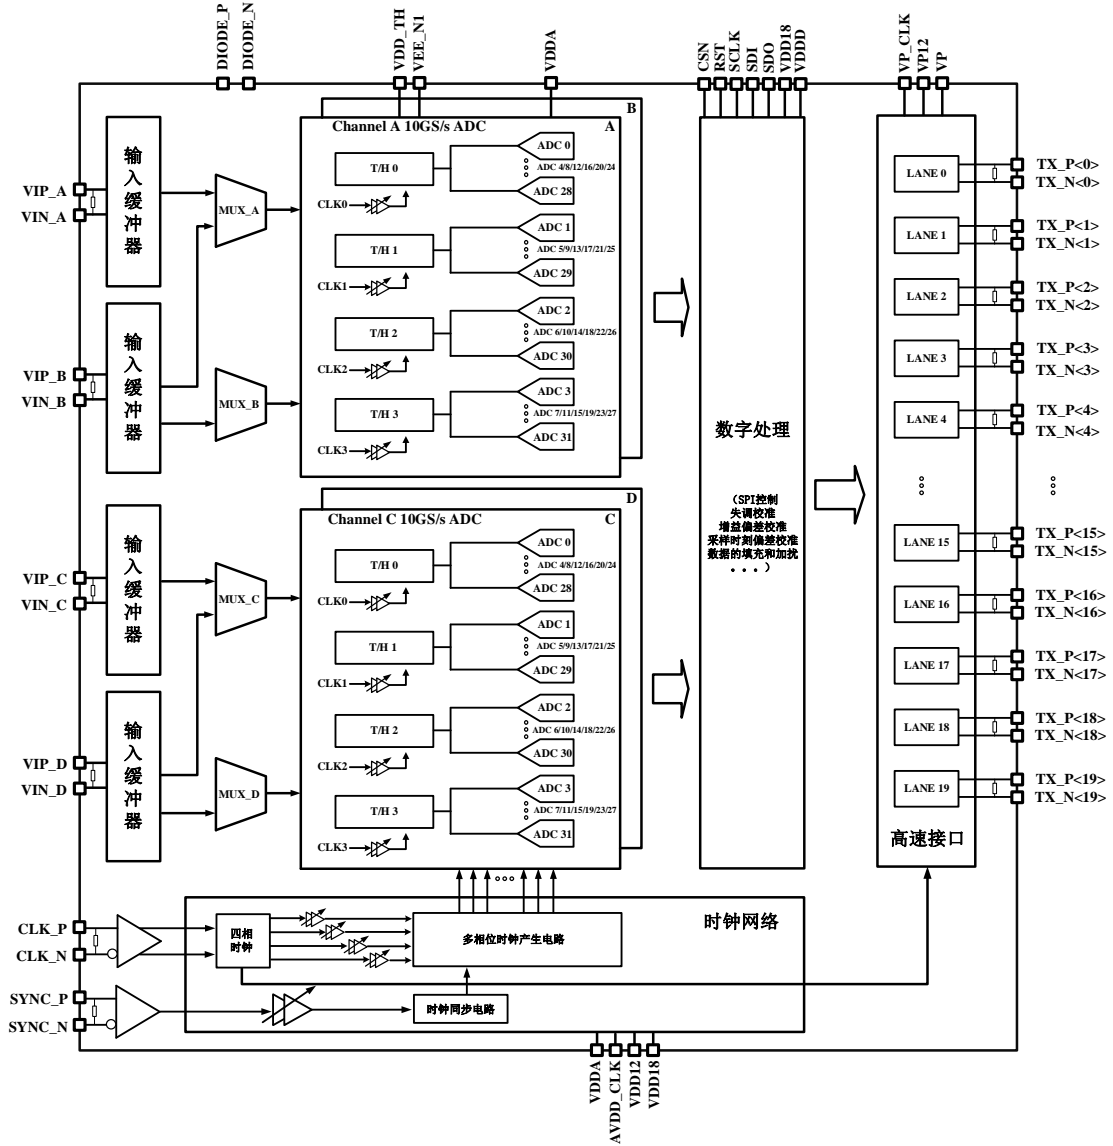 DIODE_P
DIODE_N
VDD_TH
VEE_N1
VDDA
CSN
RST
SCLK
SDI
SDO
VDD18
VDDD
VP_CLK
VP12
VP
VIP_A
VIN_A
输入缓冲器
MUX_A
VIP_B
VIN_B
输入缓冲器
MUX_B
B
Channel A 10GS/s ADC
A
T/H 0
CLK0
ADC 0
ADC 4/8/12/16/20/24
ADC 28
T/H 1
CLK1
ADC 1
ADC 5/9/13/17/21/25
ADC 29
T/H 2
CLK2
ADC 2
ADC 6/10/14/18/22/26
ADC 30
T/H 3
CLK3
ADC 3
ADC 7/11/15/19/23/27
ADC 31
VIP_C
VIN_C
输入缓冲器
MUX_C
VIP_D
VIN_D
输入缓冲器
MUX_D
D
Channel C 10GS/s ADC
C
T/H 0
CLK0
ADC 0
ADC 4/8/12/16/20/24
ADC 28
T/H 1
CLK1
ADC 1
ADC 5/9/13/17/21/25
ADC 29
T/H 2
CLK2
ADC 2
ADC 6/10/14/18/22/26
ADC 30
T/H 3
CLK3
ADC 3
ADC 7/11/15/19/23/27
ADC 31
数字处理
（SPI控制
失调校准
增益偏差校准
采样时刻偏差校准
数据的填充和加扰
. . . ）
LANE 0
TX_P<0>
TX_N<0>
LANE 1
TX_P<1>
TX_N<1>
LANE 2
TX_P<2>
TX_N<2>
LANE 3
TX_P<3>
TX_N<3>
LANE 4
TX_P<4>
TX_N<4>
LANE 15
TX_P<15>
TX_N<15>
LANE 16
TX_P<16>
TX_N<16>
LANE 17
TX_P<17>
TX_N<17>
LANE 18
TX_P<18>
TX_N<18>
LANE 19
TX_P<19>
TX_N<19>
高速接口
CLK_P
CLK_N
SYNC_P
SYNC_N
四相
时钟
多相位时钟产生电路
时钟网络
时钟同步电路
VDDA
AVDD_CLK
VDD12
VDD18